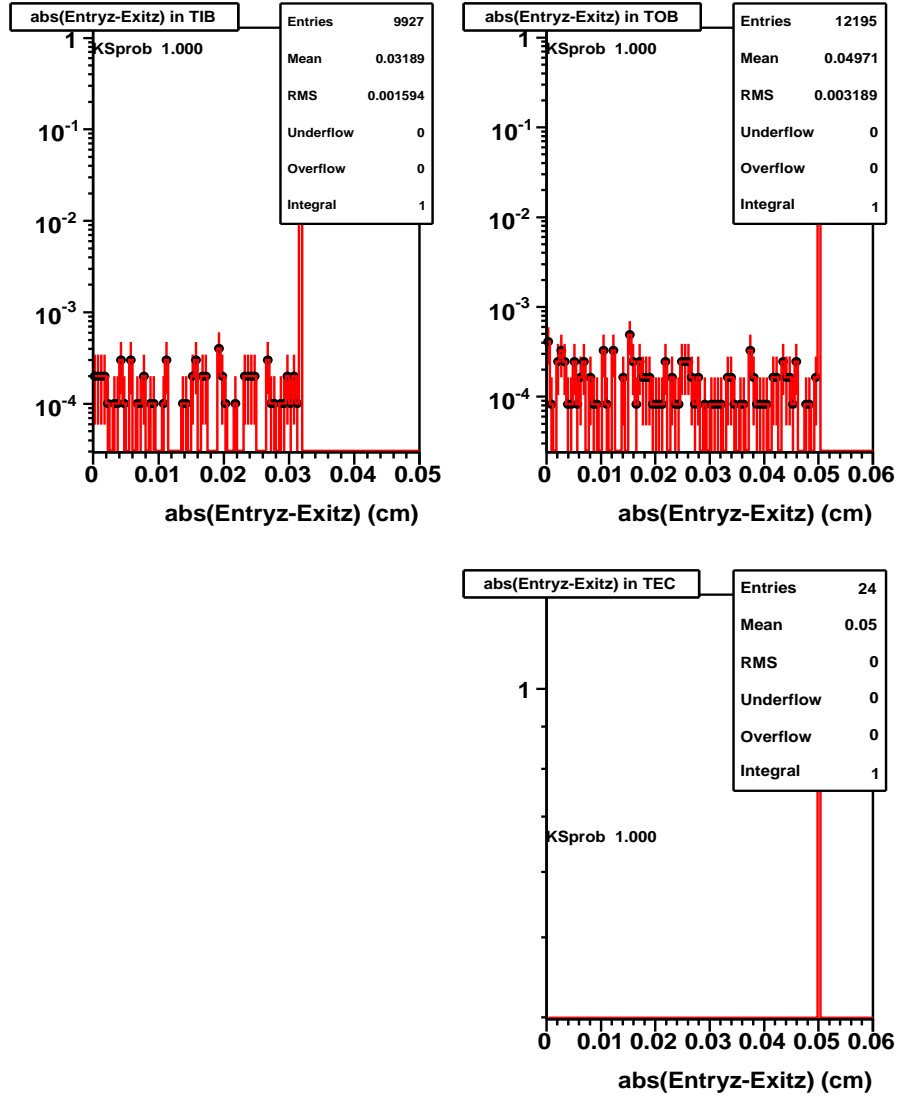 abs(Entryz-Exitz) in TIB
Entries 9927
Mean 0.03189
RMS 0.001594
Underflow 0
Overflow 0
Integral 1
KSprob 1.000
1
10-1
10-2
10-3
10-4
0 0.01 0.02 0.03 0.04 0.05
abs(Entryz-Exitz) (cm)
abs(Entryz-Exitz) in TOB
Entries 12195
Mean 0.04971
RMS 0.003189
Underflow 0
Overflow 0
Integral 1
KSprob 1.000
1
10-1
10-2
10-3
10-4
0 0.01 0.02 0.03 0.04 0.05 0.06
abs(Entryz-Exitz) (cm)
abs(Entryz-Exitz) in TEC
Entries 24
Mean 0.05
RMS 0
Underflow 0
Overflow 0
Integral 1
1
KSprob 1.000
0 0.01 0.02 0.03 0.04 0.05 0.06
abs(Entryz-Exitz) (cm)